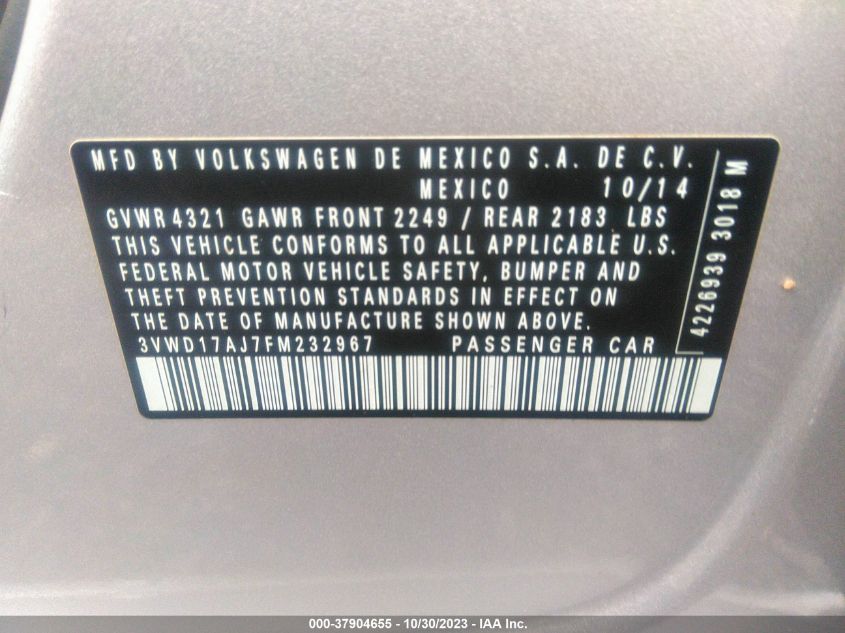 MFD BY VOLKSWAGEN DE MEXICO S.A. DE C.V.
MEXICO 10/14
GVWR 4321 GAWR FRONT 2249 / REAR 2183 LBS
THIS VEHICLE CONFORMS TO ALL APPLICABLE U.S.
FEDERAL MOTOR VEHICLE SAFETY, BUMPER AND
THEFT PREVENTION STANDARDS IN EFFECT ON
THE DATE OF MANUFACTURE SHOWN ABOVE.
3VWD17AJ7FM232967 PASSENGER CAR
4226939 3018 M
000-37904655 - 10/30/2023 - IAA Inc.